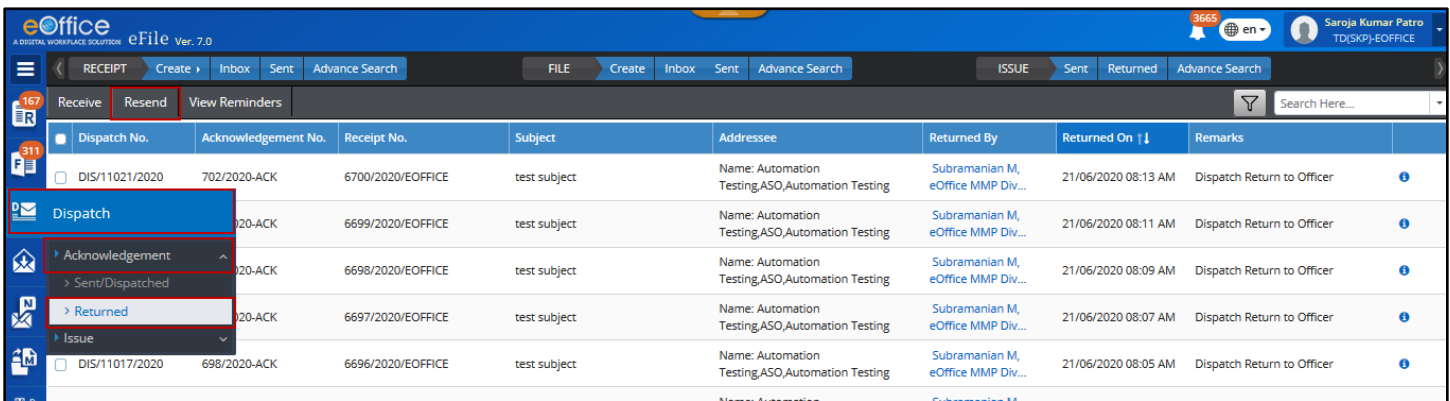 eOffice
A DIGITAL WORKPLACE SOLUTION eFile Ver. 7.0
3665
en
Saroja Kumar Patro
TD(SKP)-EOFFICE
RECEIPT Create Inbox Sent Advance Search FILE Create Inbox Sent Advance Search ISSUE Sent Returned Advance Search
167
R
Receive Resend View Reminders Search Here...
Dispatch No. Acknowledgement No. Receipt No. Subject Addressee Returned By Returned On Remarks
311
F
DIS/11021/2020 702/2020-ACK 6700/2020/EOFFICE test subject Name: Automation Testing,ASO,Automation Testing Subramanian M, eOffice MMP Div... 21/06/2020 08:13 AM Dispatch Return to Officer
D
Dispatch
20-ACK 6699/2020/EOFFICE test subject Name: Automation Testing,ASO,Automation Testing Subramanian M, eOffice MMP Div... 21/06/2020 08:11 AM Dispatch Return to Officer
Acknowledgement
20-ACK 6698/2020/EOFFICE test subject Name: Automation Testing,ASO,Automation Testing Subramanian M, eOffice MMP Div... 21/06/2020 08:09 AM Dispatch Return to Officer
> Sent/Dispatched
N
> Returned
20-ACK 6697/2020/EOFFICE test subject Name: Automation Testing,ASO,Automation Testing Subramanian M, eOffice MMP Div... 21/06/2020 08:07 AM Dispatch Return to Officer
Issue
M
DIS/11017/2020 698/2020-ACK 6696/2020/EOFFICE test subject Name: Automation Testing,ASO,Automation Testing Subramanian M, eOffice MMP Div... 21/06/2020 08:05 AM Dispatch Return to Officer